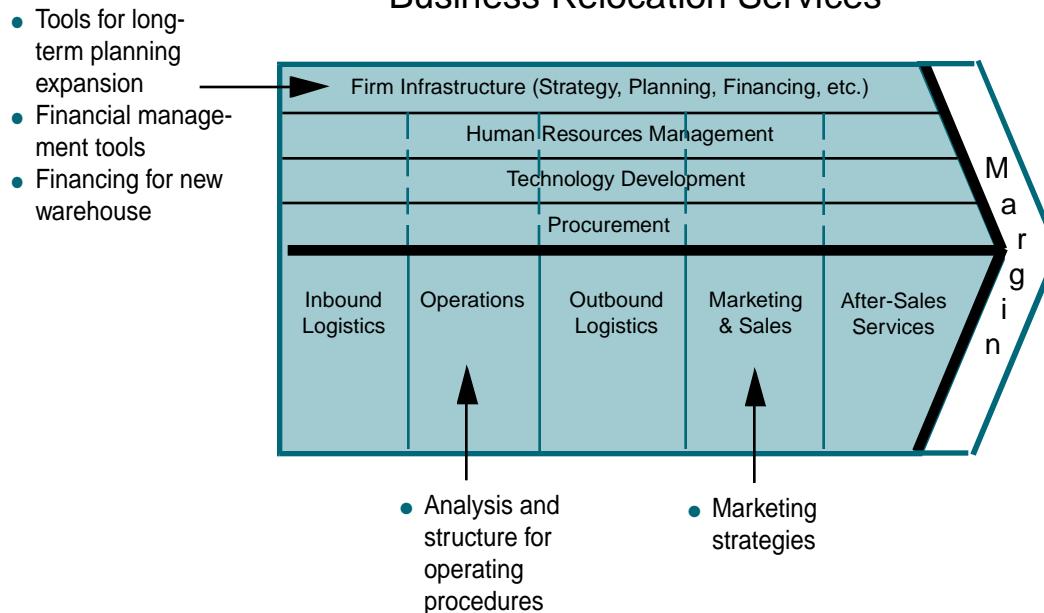 Business Relocation Services
• Tools for long-
term planning
expansion
• Financial manage-
ment tools
• Financing for new
warehouse
Firm Infrastructure (Strategy, Planning, Financing, etc.)
Human Resources Management
Technology Development
Procurement
Margin
Inbound
Logistics
Operations
Outbound
Logistics
Marketing
& Sales
After-Sales
Services
• Analysis and
structure for
operating
procedures
• Marketing
strategies